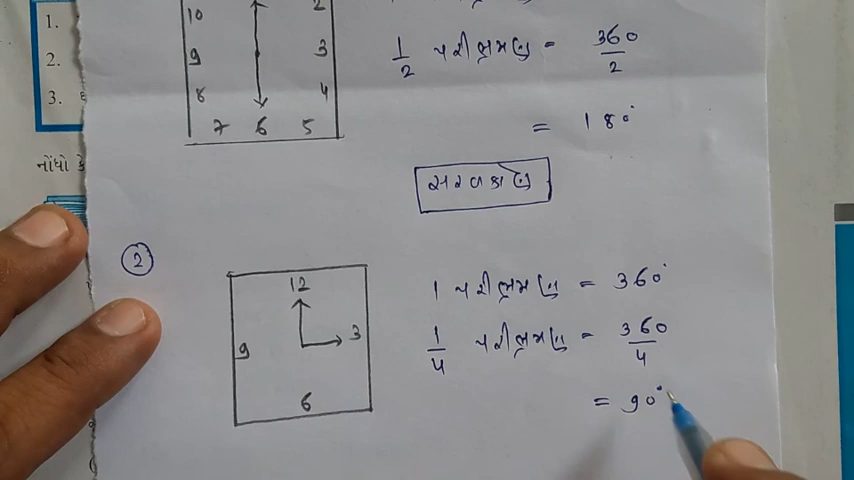 1.
2.
3.
નોંધો કે
10 2
9 3
8 4
7 6 5
1/2 પરીભ્રમણ = 360/2
= 180°
સરળકોણ
2
12
9 3
6
1 પરીભ્રમણ = 360°
1/4 પરીભ્રમણ = 360/4
= 90°